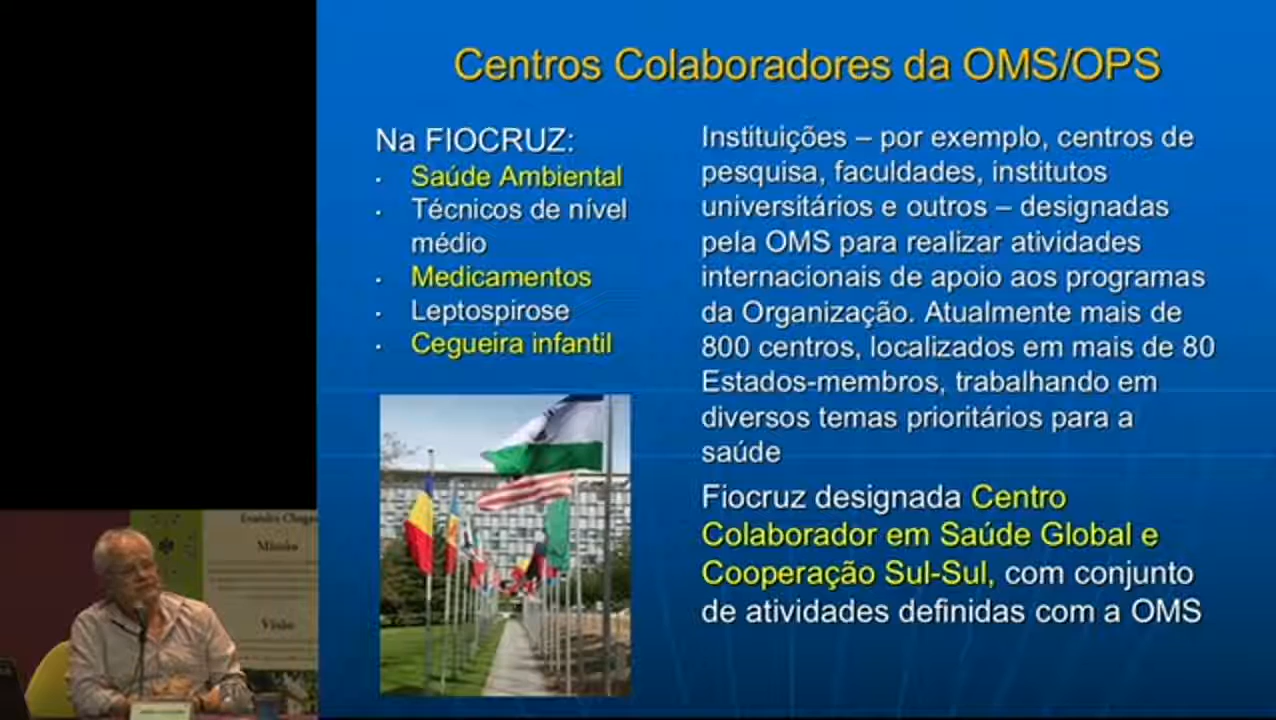 Centros Colaboradores da OMS/OPS
Na FIOCRUZ:
Saúde Ambiental
Técnicos de nível
médio
Medicamentos
Leptospirose
Cegueira infantil
Instituições – por exemplo, centros de
pesquisa, faculdades, institutos
universitários e outros – designadas
pela OMS para realizar atividades
internacionais de apoio aos programas
da Organização. Atualmente mais de
800 centros, localizados em mais de 80
Estados-membros, trabalhando em
diversos temas prioritários para a
saúde
Fiocruz designada Centro
Colaborador em Saúde Global e
Cooperação Sul-Sul, com conjunto
de atividades definidas com a OMS
Evandro Chagas
Missão
Visão